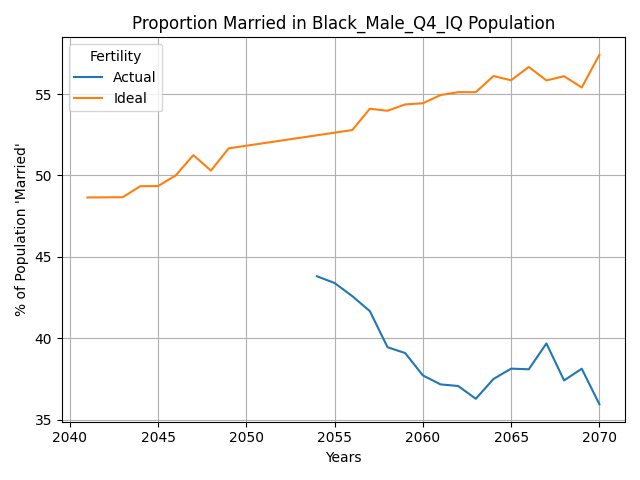 Proportion Married in Black_Male_Q4_IQ Population
Fertility
Actual
Ideal
% of Population 'Married'
55
50
45
40
35
2040
2045
2050
2055
2060
2065
2070
Years